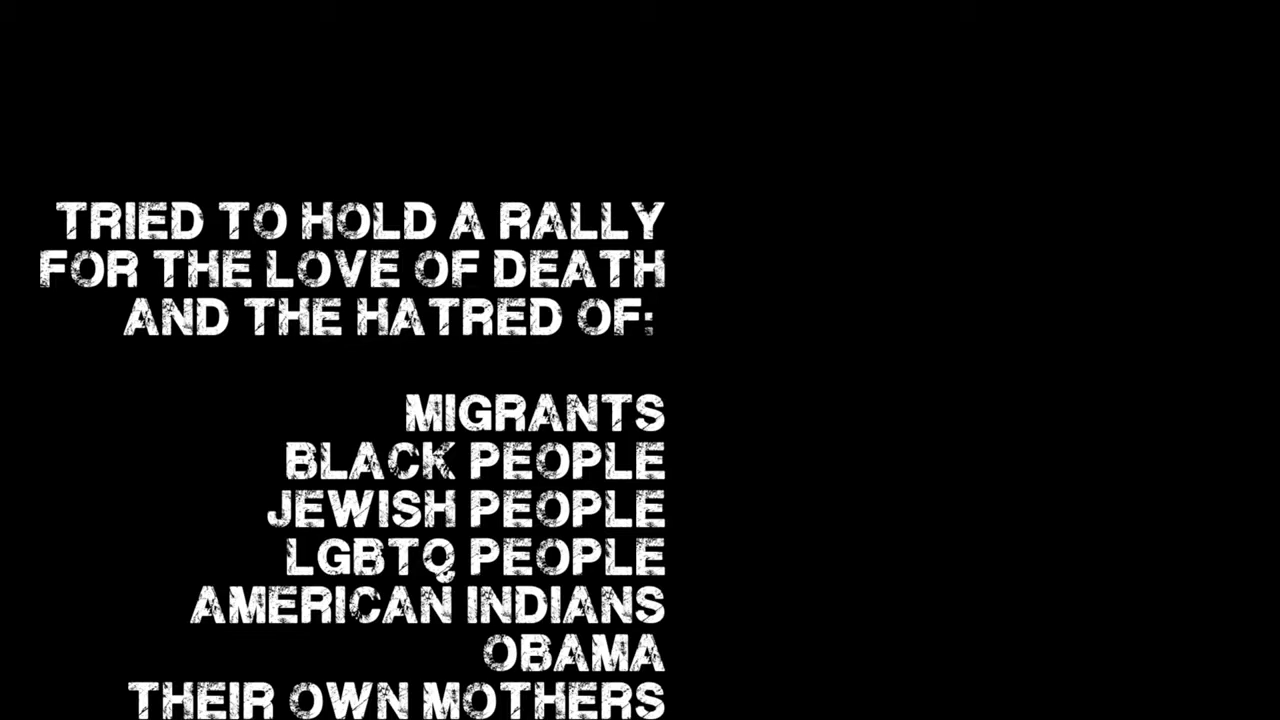 TRIED TO HOLD A RALLY
FOR THE LOVE OF DEATH
AND THE HATRED OF:
MIGRANTS
BLACK PEOPLE
JEWISH PEOPLE
LGBTQ PEOPLE
AMERICAN INDIANS
OBAMA
THEIR OWN MOTHERS